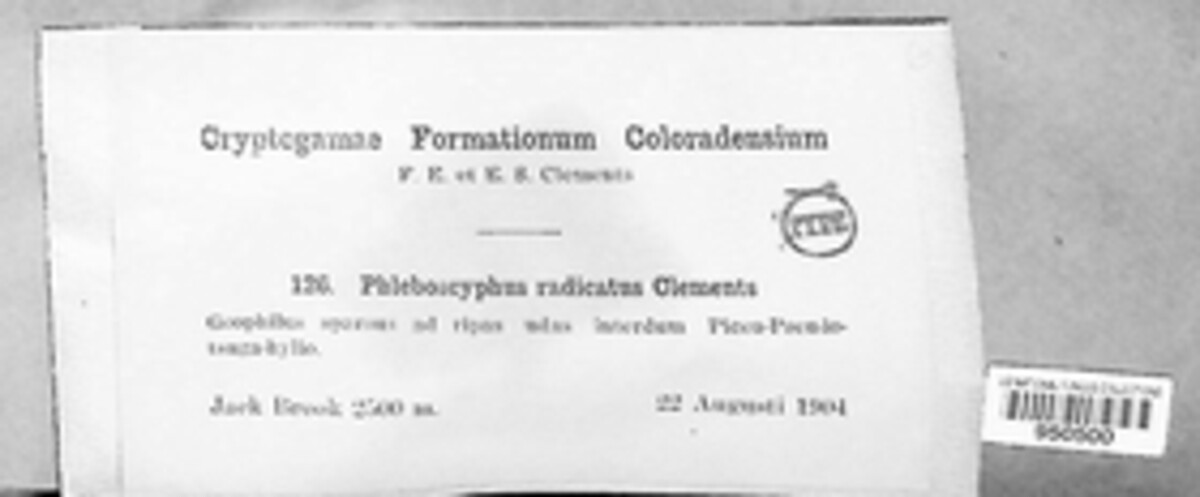 Cryptogamae Formationum Coloradensium
F. E. et E. S. Clements
126. Phleboscyphus radicatus Clements
Geophilus sparsus ad ripas udas interdum Picea-Pseudo-
tsuga-hylio.
Jack Brook 2500 m. 22 Augusti 1904
950500